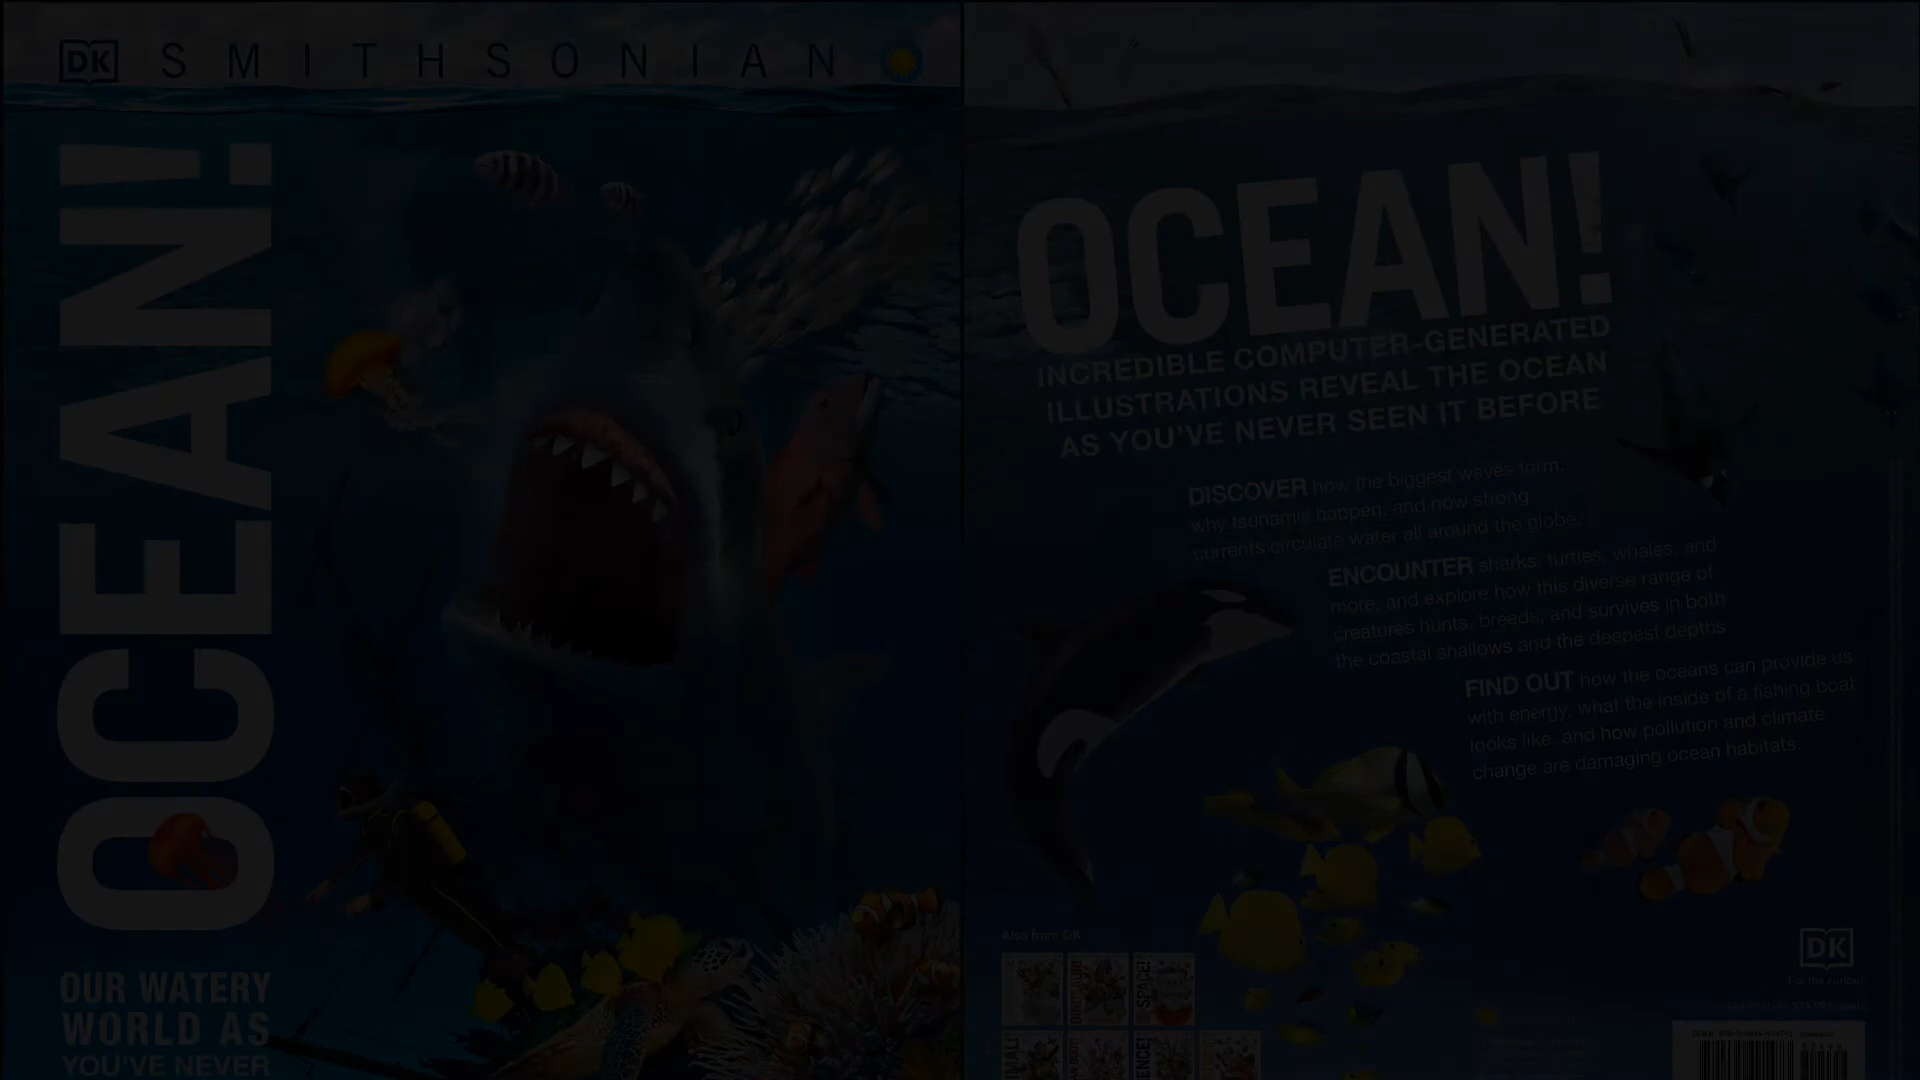 DK SMITHSONIAN
OCEAN!
OUR WATERY
WORLD AS
YOU'VE NEVER
OCEAN!
INCREDIBLE COMPUTER-GENERATED
ILLUSTRATIONS REVEAL THE OCEAN
AS YOU'VE NEVER SEEN IT BEFORE
DISCOVER how the biggest waves form,
why tsunamis happen, and how strong
currents circulate water all around the globe.
ENCOUNTER sharks, turtles, whales, and
more, and explore how this diverse range of
creatures hunts, breeds, and survives in both
the coastal shallows and the deepest depths
FIND OUT how the oceans can provide us
with energy, what the inside of a fishing boat
looks like, and how pollution and climate
change are damaging ocean habitats.
Also from DK
SPACE!
DK
For the curious